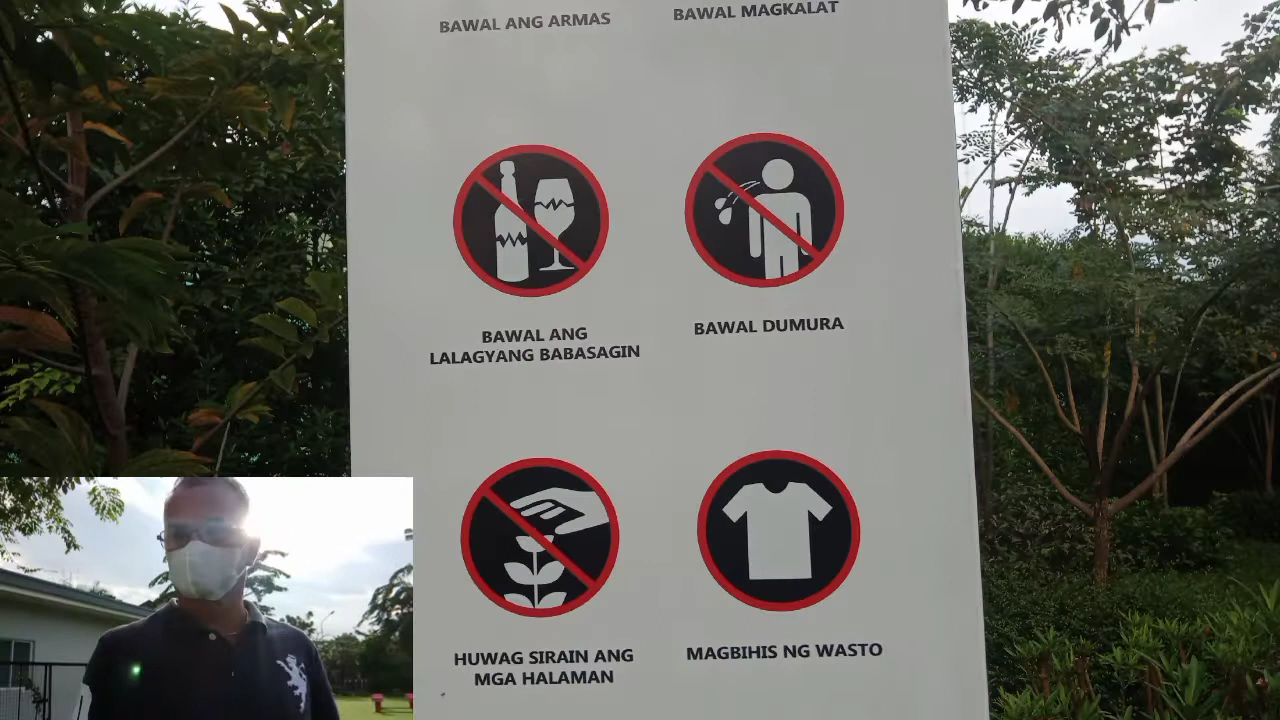 BAWAL ANG ARMAS
BAWAL MAGKALAT
BAWAL ANG
LALAGYANG BABASAGIN
BAWAL DUMURA
HUWAG SIRAIN ANG
MGA HALAMAN
MAGBIHIS NG WASTO